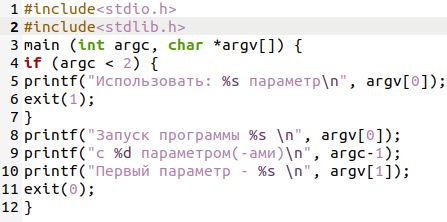 1 #include<stdio.h>
2 #include<stdlib.h>
3 main (int argc, char *argv[]) {
4 if (argc < 2) {
5 printf("Использовать: %s параметр\n", argv[0]);
6 exit(1);
7 }
8 printf("Запуск программы %s \n", argv[0]);
9 printf("с %d параметром(-ами)\n", argc-1);
10 printf("Первый параметр - %s \n", argv[1]);
11 exit(0);
12 }